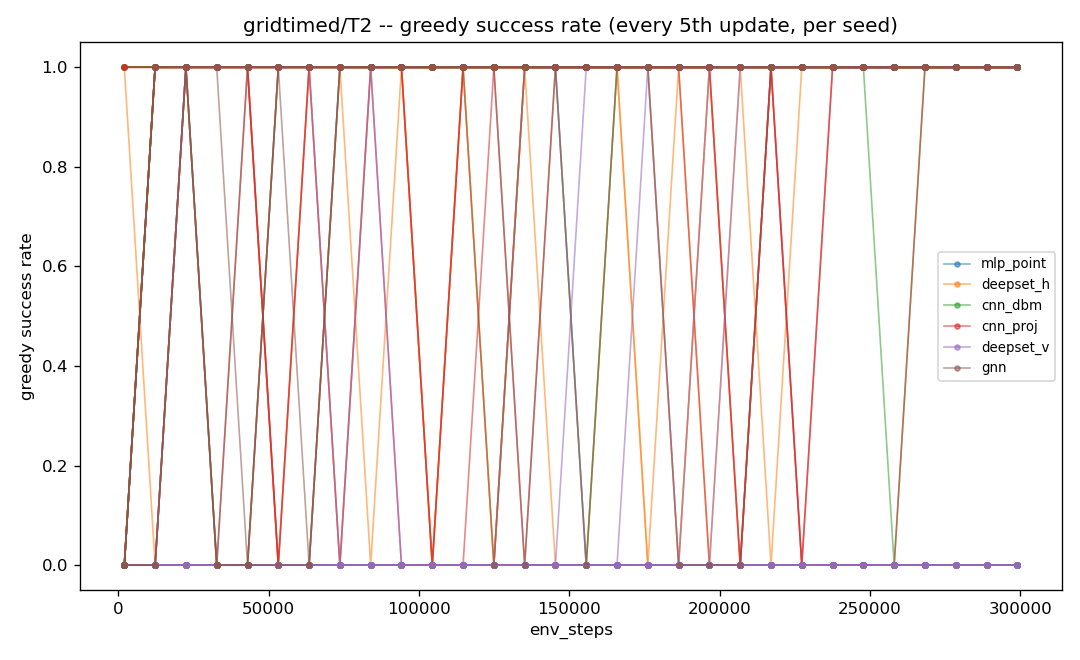 gridtimed/T2 -- greedy success rate (every 5th update, per seed)
greedy success rate
1.0
0.8
0.6
0.4
0.2
0.0
mlp_point
deepset_h
cnn_dbm
cnn_proj
deepset_v
gnn
0 50000 100000 150000 200000 250000 300000
env_steps